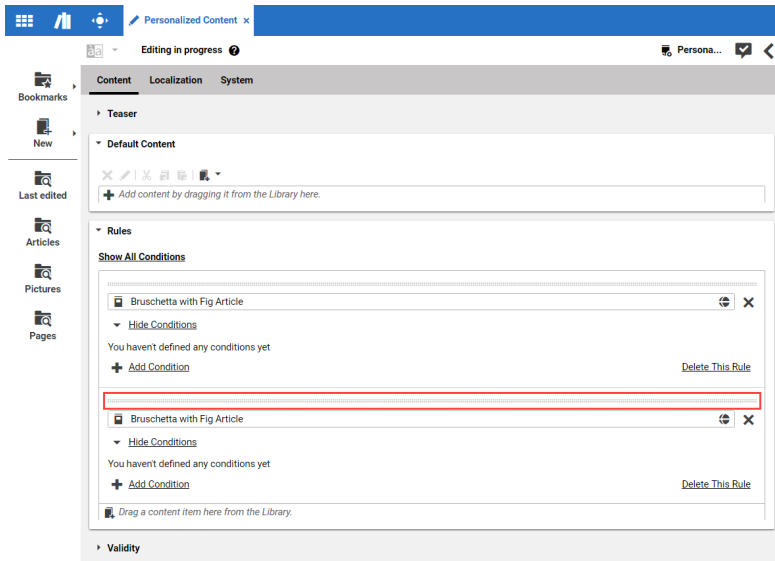 Personalized Content ×
Editing in progress
Persona...
Bookmarks
New
Last edited
Articles
Pictures
Pages
Content Localization System
Teaser
Default Content
Add content by dragging it from the Library here.
Rules
Show All Conditions
Bruschetta with Fig Article
Hide Conditions
You haven't defined any conditions yet
Add Condition Delete This Rule
Bruschetta with Fig Article
Hide Conditions
You haven't defined any conditions yet
Add Condition Delete This Rule
Drag a content item here from the Library.
Validity